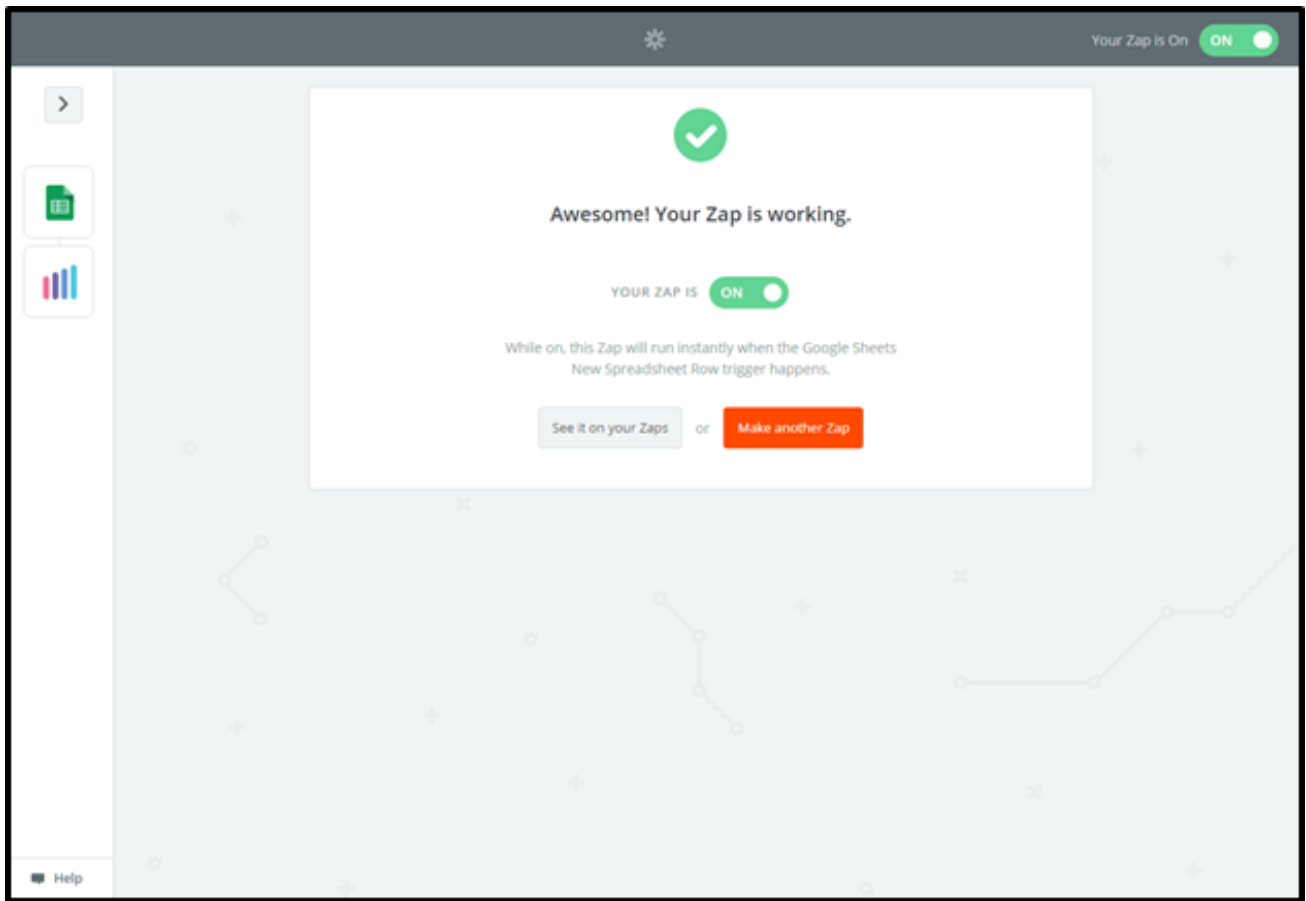 Your Zap is On ON
Awesome! Your Zap is working.
YOUR ZAP IS ON
While on, this Zap will run instantly when the Google Sheets
New Spreadsheet Row trigger happens.
See it on your Zaps or Make another Zap
Help